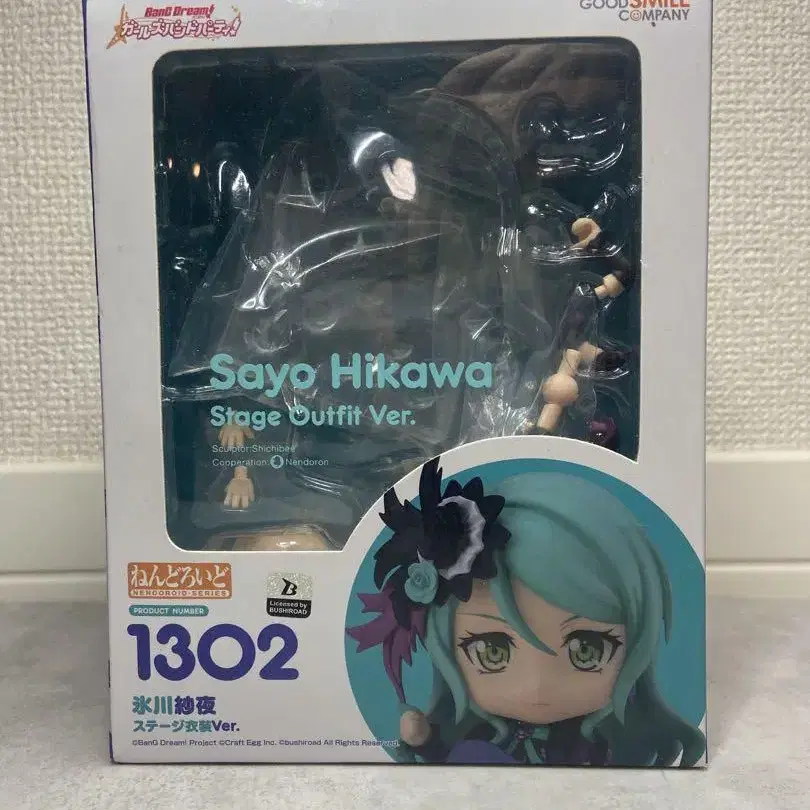 BanG Dream!
ガールズバンドパーティ!
GOOD SMILE
COMPANY
Sayo Hikawa
Stage Outfit Ver.
Sculptor:Shichibee
Cooperation: Nendoron
ねんどろいど
NENDOROID-SERIES
PRODUCT NUMBER
1302
B
Licensed by
BUSHIROAD
氷川紗夜
ステージ衣装Ver.
©BanG Dream! Project ©Craft Egg Inc. ©bushiroad All Rights Reserved.